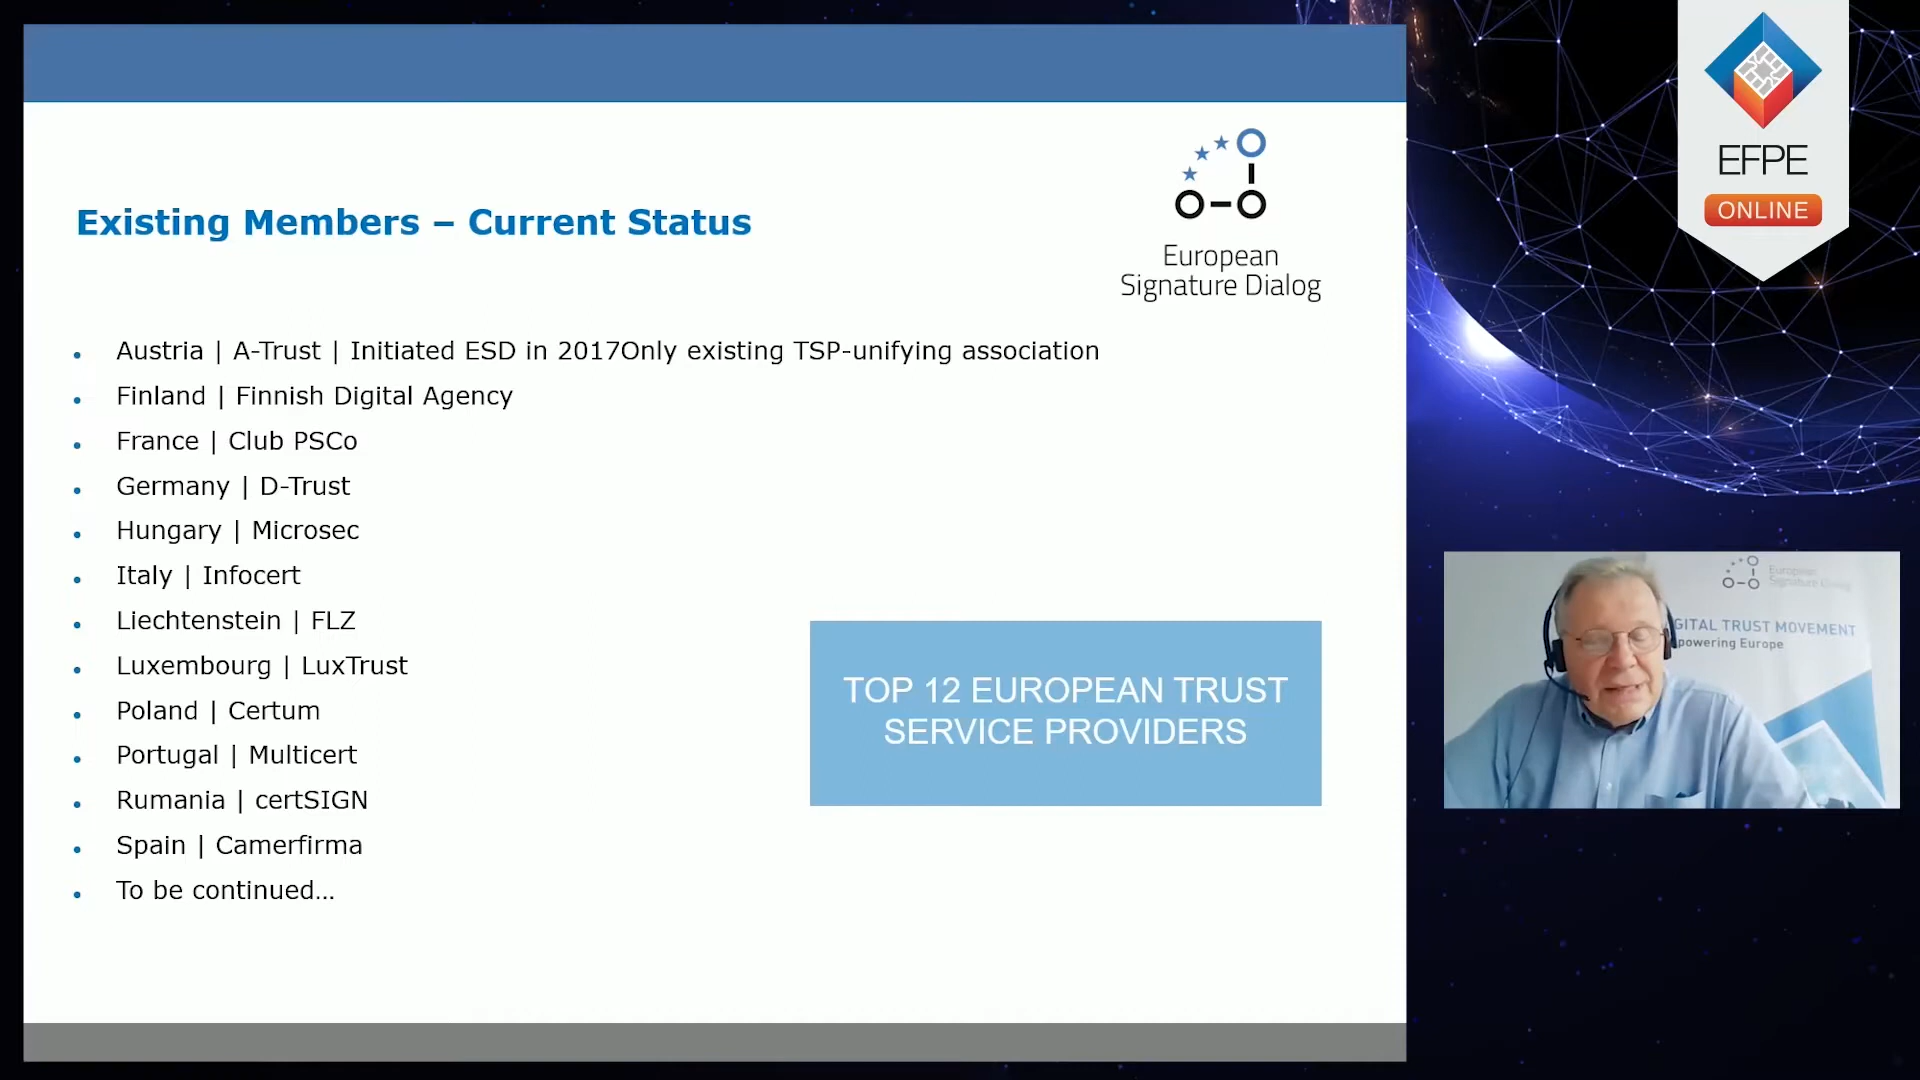 Existing Members – Current Status
European
Signature Dialog
Austria | A-Trust | Initiated ESD in 2017Only existing TSP-unifying association
Finland | Finnish Digital Agency
France | Club PSCo
Germany | D-Trust
Hungary | Microsec
Italy | Infocert
Liechtenstein | FLZ
Luxembourg | LuxTrust
Poland | Certum
Portugal | Multicert
Rumania | certSIGN
Spain | Camerfirma
To be continued...
TOP 12 EUROPEAN TRUST
SERVICE PROVIDERS
EFPE
ONLINE
European
Signature Dialog
GITAL TRUST MOVEMENT
powering Europe